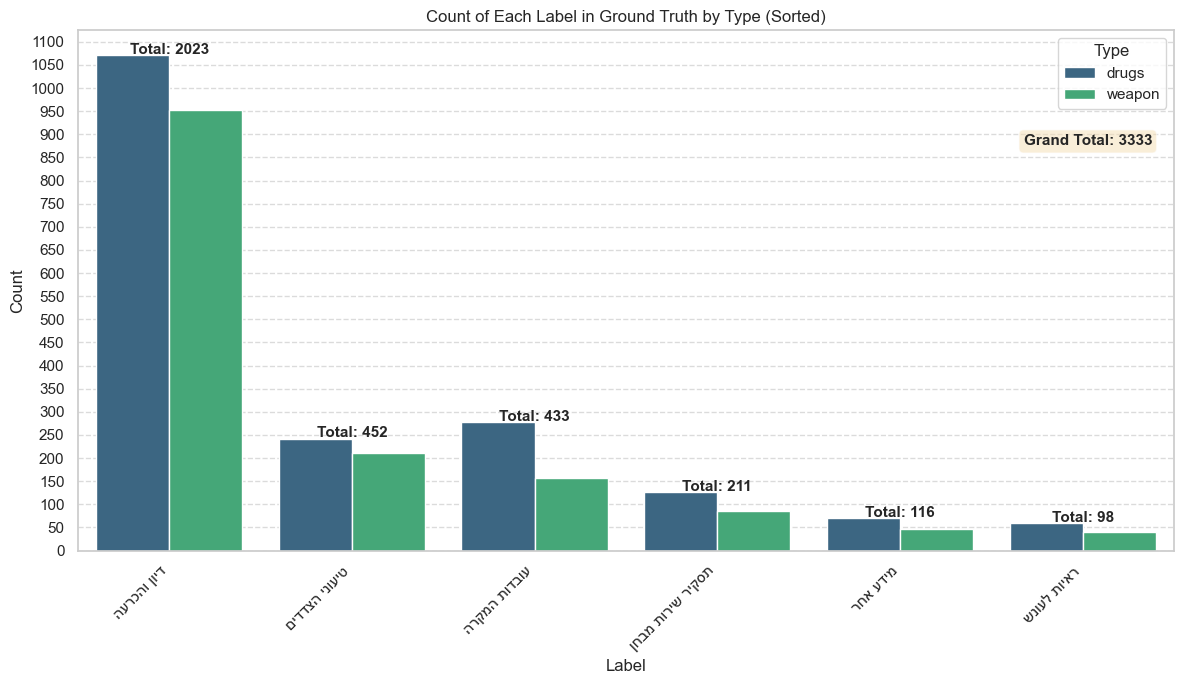 Count of Each Label in Ground Truth by Type (Sorted)
Type
drugs
weapon
Grand Total: 3333
Count
1100
1050
1000
950
900
850
800
750
700
650
600
550
500
450
400
350
300
250
200
150
100
50
0
Total: 2023
Total: 452
Total: 433
Total: 211
Total: 116
Total: 98
דיון והכרעה
טיעוני הצדדים
עובדות המקרה
תסקיר שירות מבחן
מידע אחר
ראיות לעונש
Label